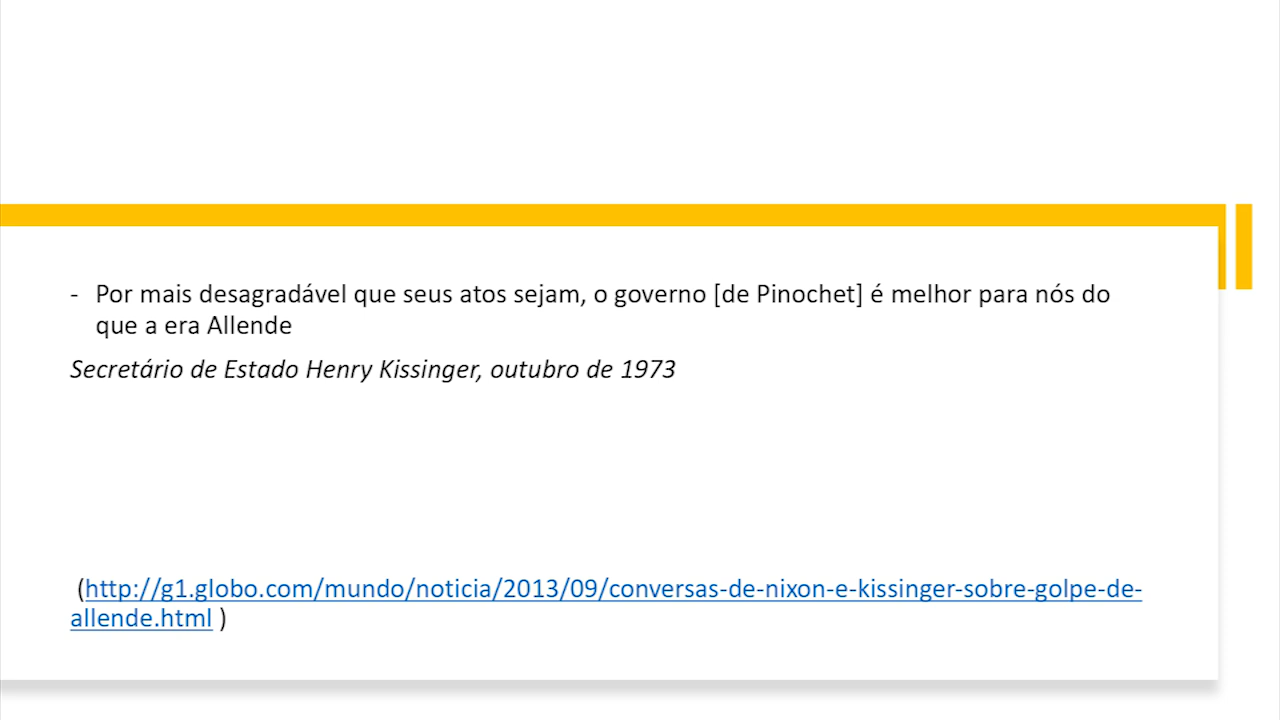 - Por mais desagradável que seus atos sejam, o governo [de Pinochet] é melhor para nós do
que a era Allende
Secretário de Estado Henry Kissinger, outubro de 1973
(http://g1.globo.com/mundo/noticia/2013/09/conversas-de-nixon-e-kissinger-sobre-golpe-de-
allende.html )